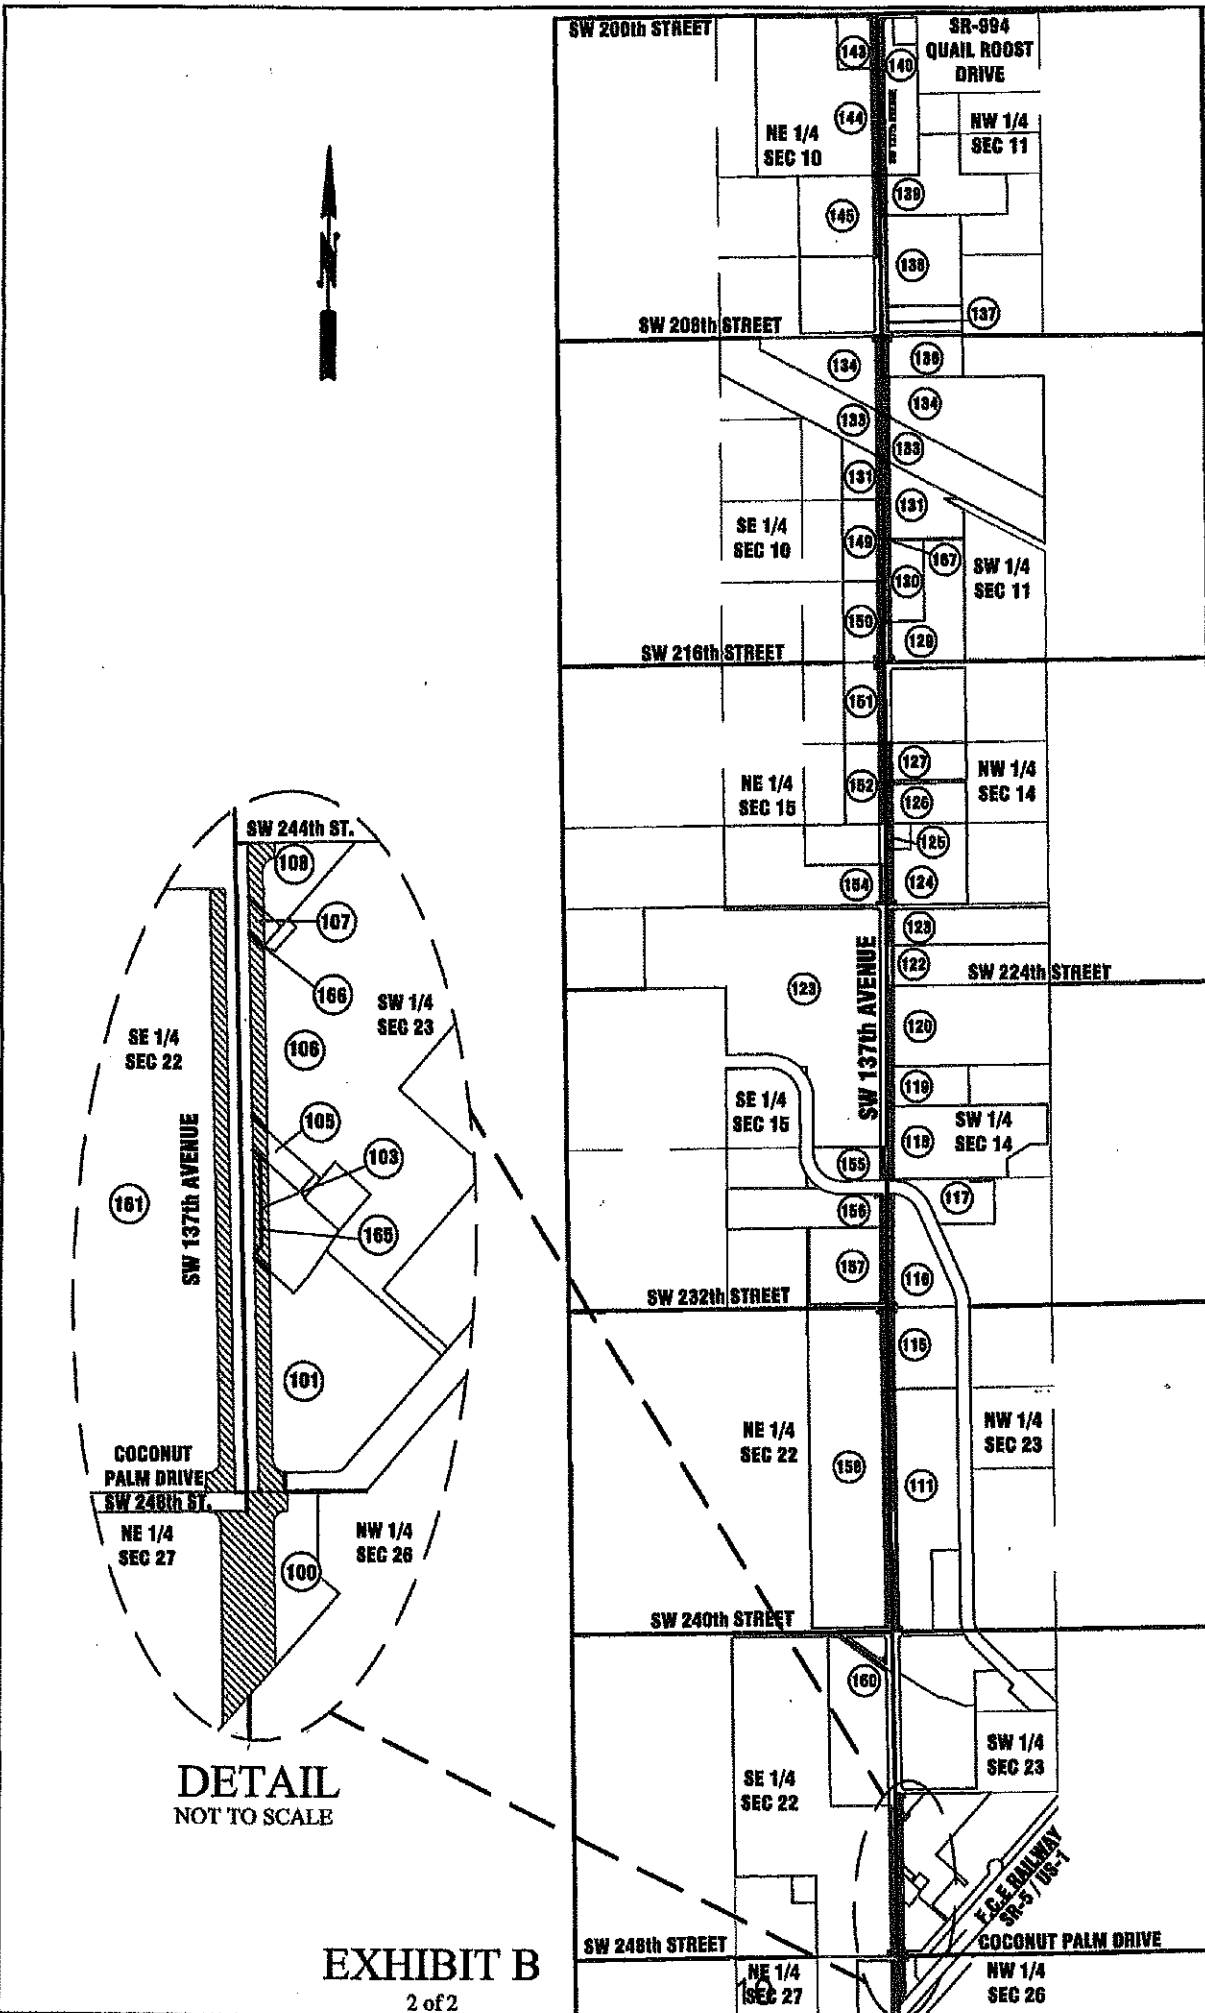 SW 200th STREET
SR-994
QUAIL ROOST
DRIVE
143
140
144
SW 137th AVENUE
NE 1/4
SEC 10
NW 1/4
SEC 11
139
145
138
137
SW 208th STREET
N
134
136
134
133
133
131
131
SE 1/4
SEC 10
149
167
130
SW 1/4
SEC 11
150
129
SW 216th STREET
151
127
NW 1/4
SEC 14
NE 1/4
SEC 15
152
126
125
154
124
123
122
SW 224th STREET
123
SW 137th AVENUE
120
119
SE 1/4
SEC 15
SW 1/4
SEC 14
118
155
117
156
157
116
SW 232th STREET
115
NE 1/4
SEC 22
NW 1/4
SEC 23
158
111
SW 240th STREET
160
SW 1/4
SEC 23
SE 1/4
SEC 22
F.C.E RAILWAY
SR-5 / US-1
SW 248th STREET
COCONUT PALM DRIVE
NE 1/4
SEC 27
NW 1/4
SEC 26
SW 244th ST.
108
107
166
SW 1/4
SEC 23
SE 1/4
SEC 22
106
105
103
161
SW 137th AVENUE
165
101
COCONUT
PALM DRIVE
SW 248th ST.
NE 1/4
SEC 27
NW 1/4
SEC 26
100
DETAIL
NOT TO SCALE
EXHIBIT B
2 of 2